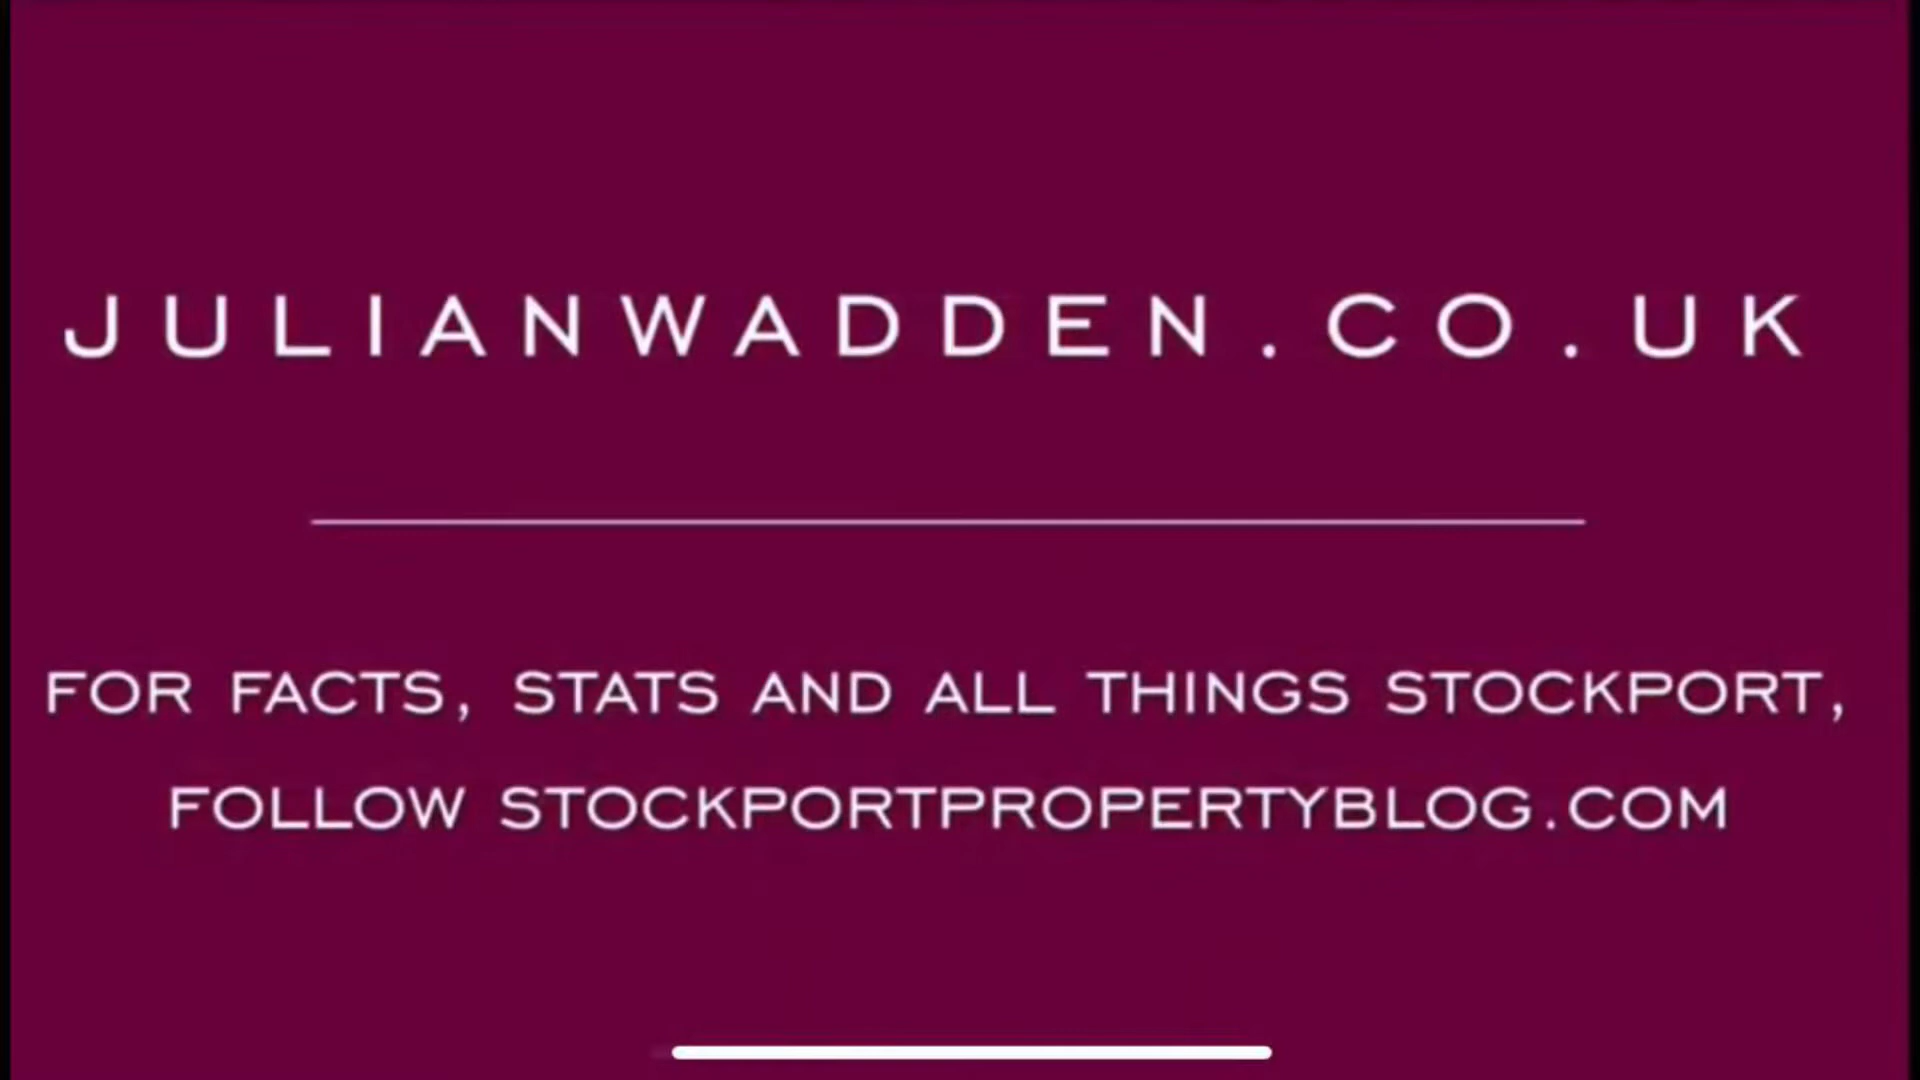 JULIANWADDEN.CO.UK
FOR FACTS, STATS AND ALL THINGS STOCKPORT,
FOLLOW STOCKPORTPROPERTYBLOG.COM